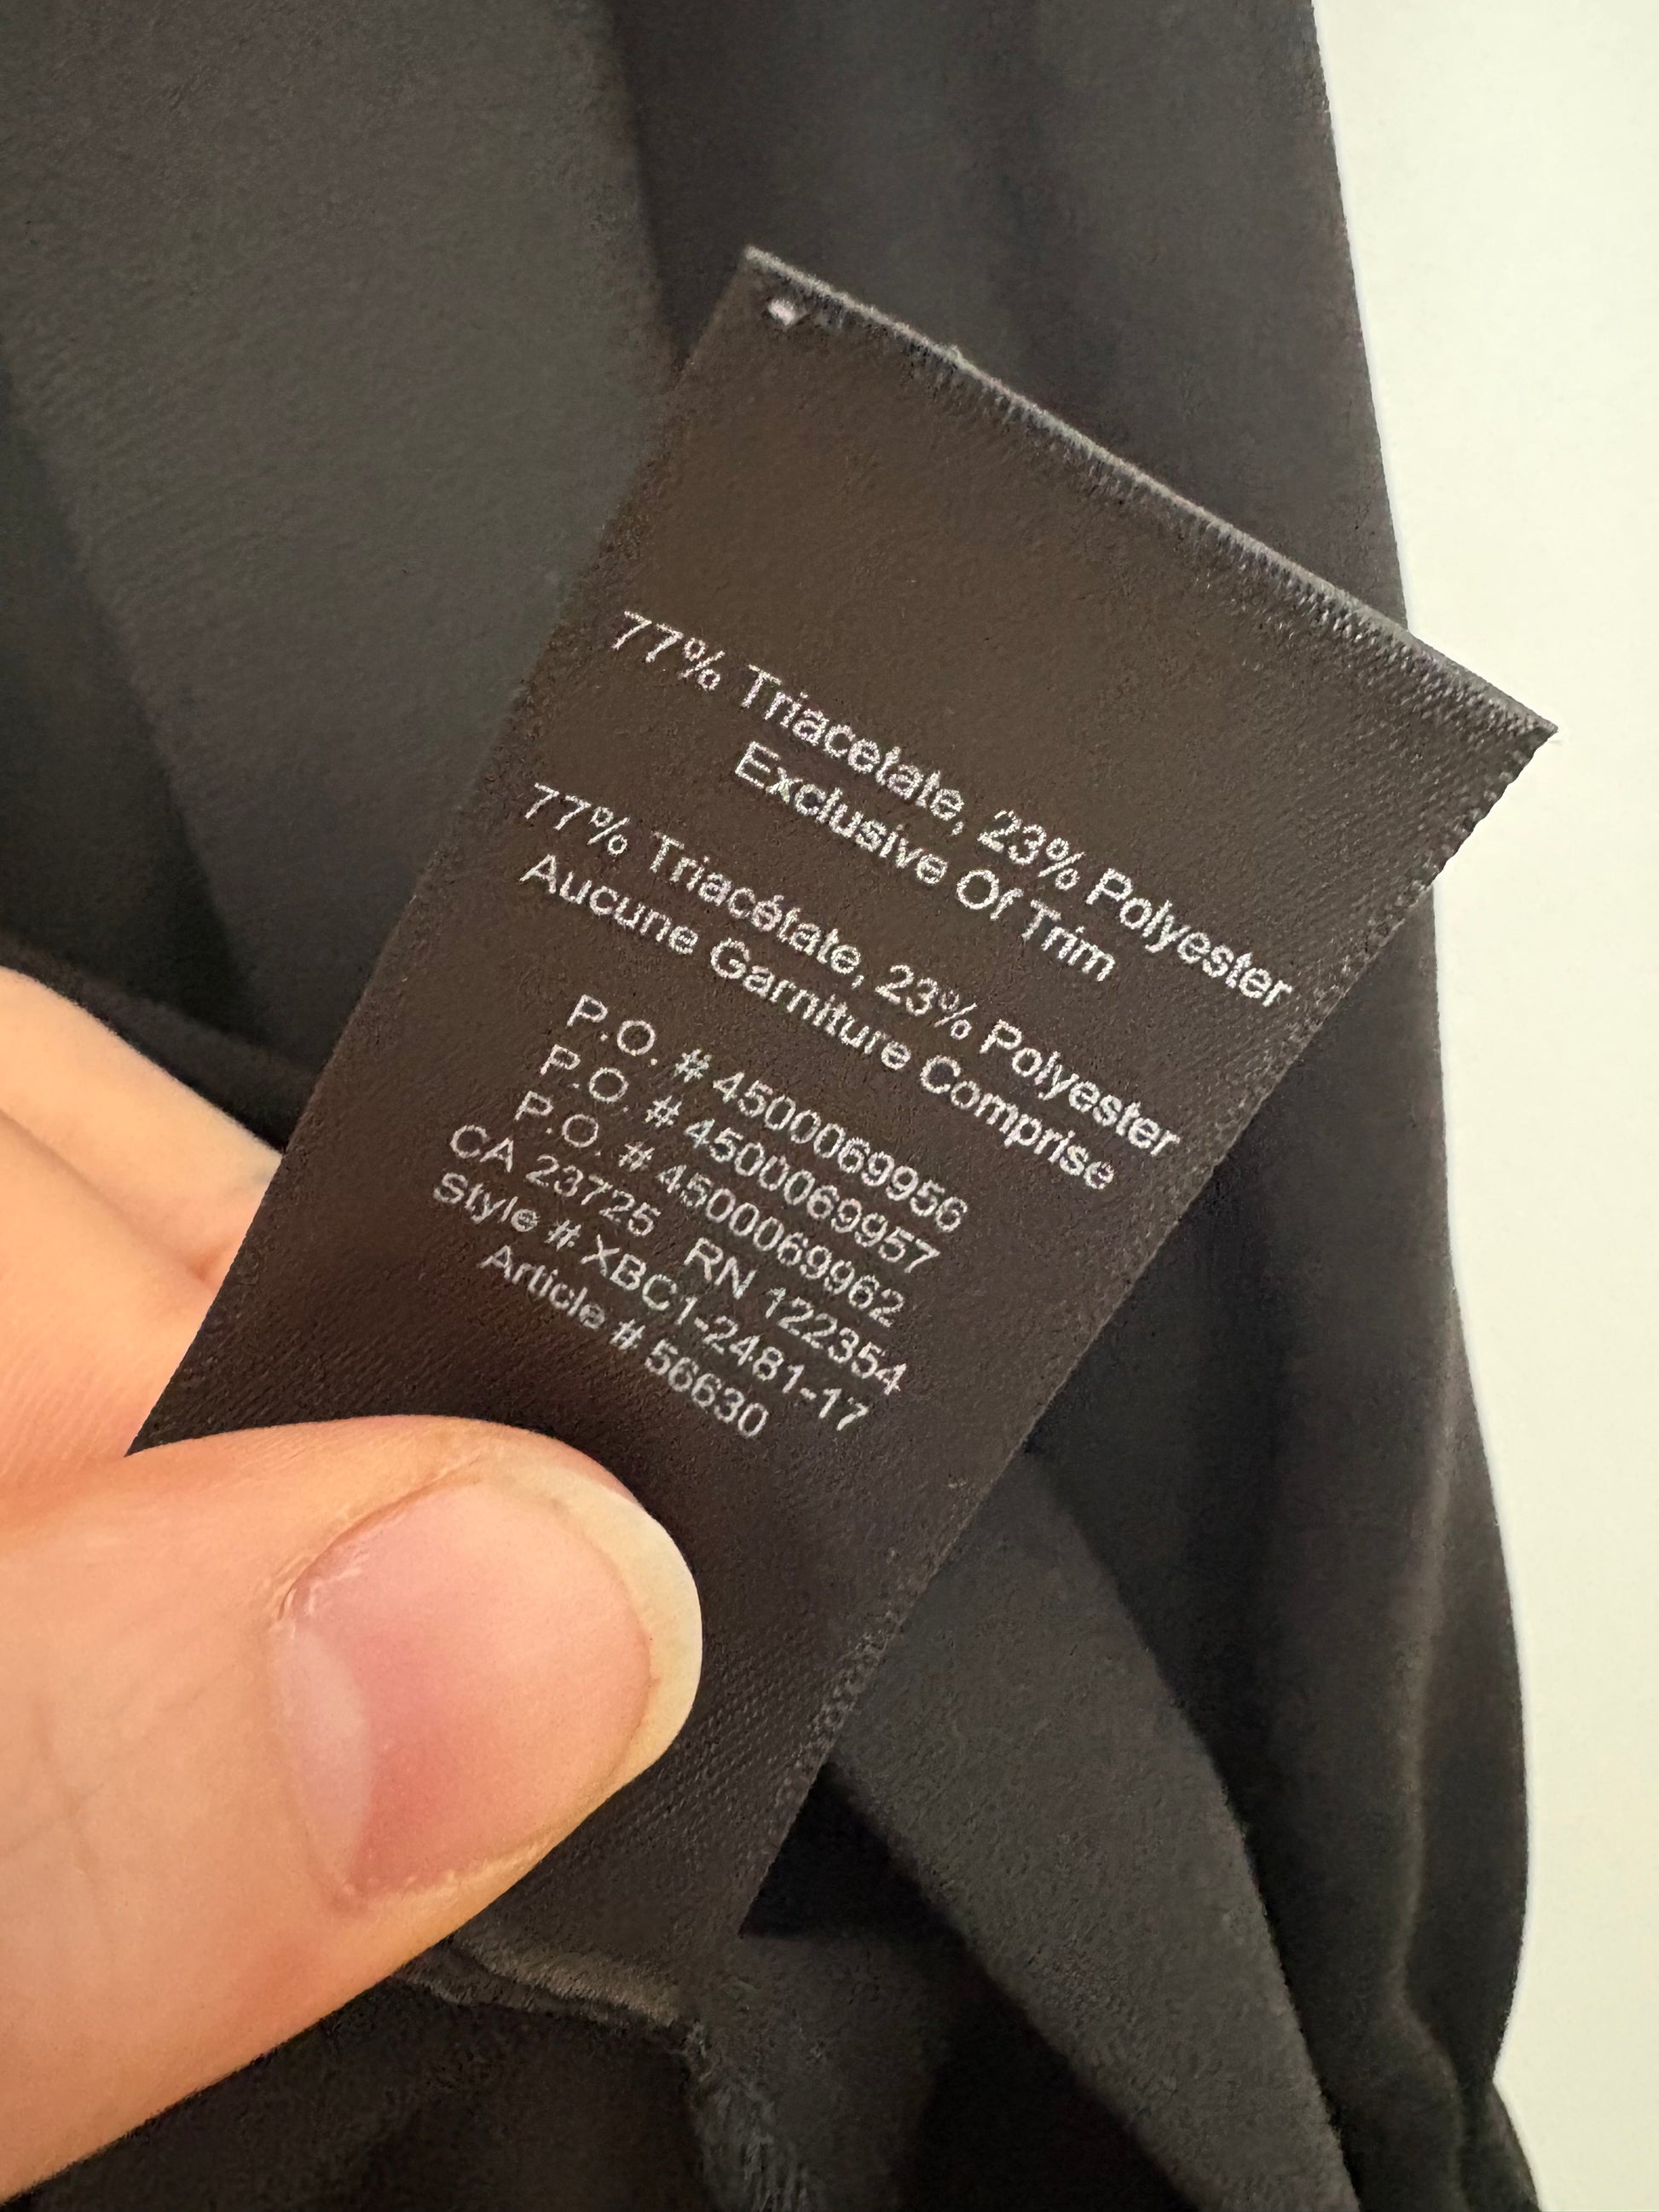 77% Triacetate, 23% Polyester
Exclusive Of Trim
77% Triacétate, 23% Polyester
Aucune Garniture Comprise
P.O. # 4500069956
P.O. # 4500069957
P.O. # 4500069962
CA 23725 RN 122354
Style # XBC1-2481-17
Article # 56630